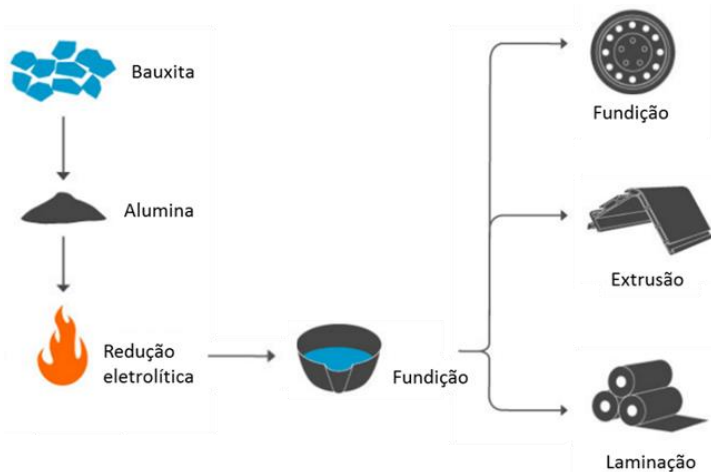 Bauxita
Alumina
Redução
eletrolítica
Fundição
Fundição
Extrusão
Laminação